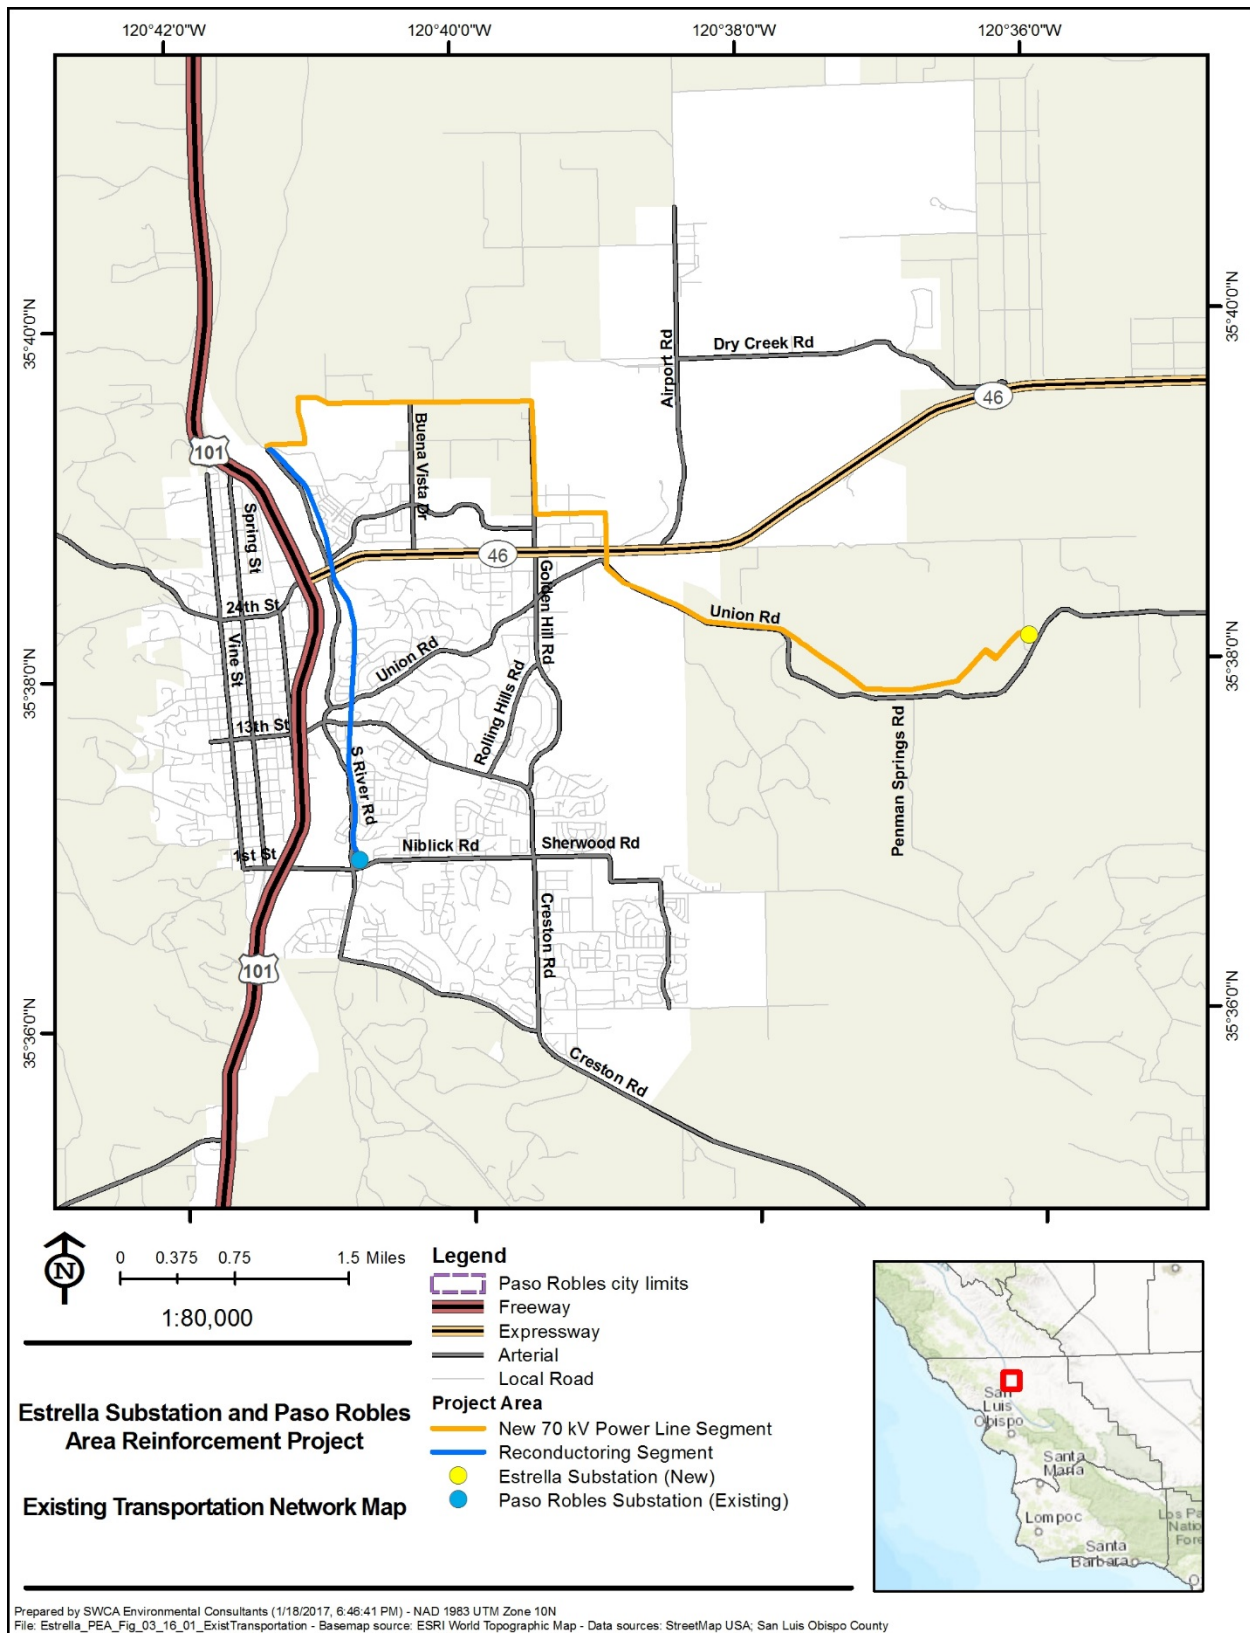 120°42'0"W 120°40'0"W 120°38'0"W 120°36'0"W
35°40'0"N
35°40'0"N
Airport Rd
Dry Creek Rd
46
101
Buena Vista Dr
Spring St
46
24th St
Golden Hill Rd
Union Rd
Vine St
Union Rd
35°38'0"N
35°38'0"N
Rolling Hills Rd
13th St
S River Rd
Penman Springs Rd
Niblick Rd
Sherwood Rd
1st St
Creston Rd
101
35°36'0"N
35°36'0"N
Creston Rd
N
0 0.375 0.75 1.5 Miles
1:80,000
Estrella Substation and Paso Robles
Area Reinforcement Project
Existing Transportation Network Map
Legend
Paso Robles city limits
Freeway
Expressway
Arterial
Local Road
Project Area
New 70 kV Power Line Segment
Reconductoring Segment
Estrella Substation (New)
Paso Robles Substation (Existing)
San
Luis
Obispo
Santa
Maria
Lompoc
Los Pa
Natio
Fore
Santa
Barbara
O
Prepared by SWCA Environmental Consultants (1/18/2017, 6:46:41 PM) - NAD 1983 UTM Zone 10N
File: Estrella_PEA_Fig_03_16_01_ExistTransportation - Basemap source: ESRI World Topographic Map - Data sources: StreetMap USA; San Luis Obispo County